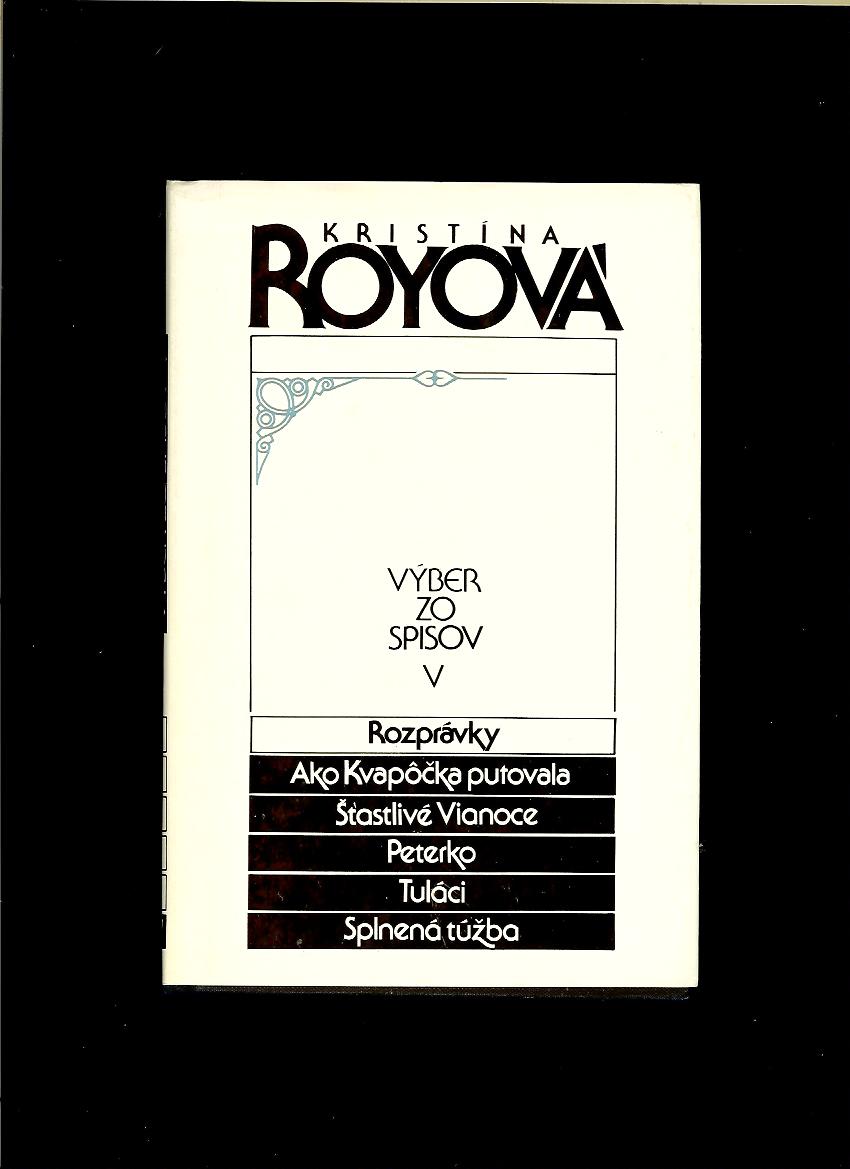 KRISTÍNA
ROYOVÁ
VÝBER
ZO
SPISOV
V
Rozprávky
Ako Kvapôčka putovala
Šťastlivé Vianoce
Peterko
Tuláci
Splnená túžba